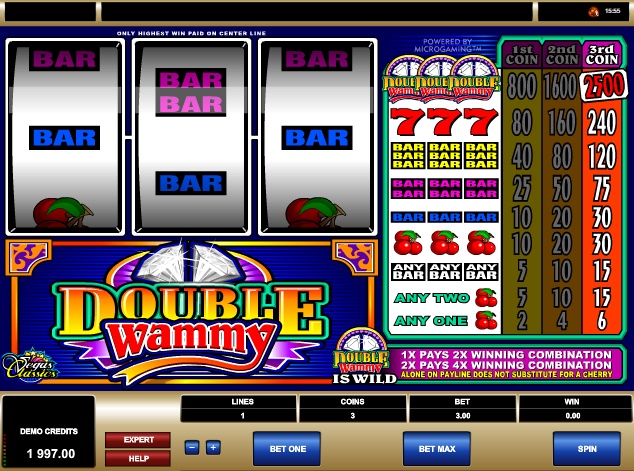 15:55
ONLY HIGHEST WIN PAID ON CENTER LINE
POWERED BY
MICROGAMING™
1st COIN 2nd COIN 3rd COIN
BAR BAR BAR
BAR
BAR
BAR BAR
BAR
DOUBLE Wammy DOUBLE Wammy DOUBLE Wammy 800 1600 2500
7 7 7 80 160 240
BAR BAR BAR
BAR BAR BAR
BAR BAR BAR
40 80 120
BAR BAR BAR
BAR BAR BAR
25 50 75
BAR BAR BAR 10 20 30
10 20 30
ANY BAR ANY BAR ANY BAR 5 10 15
ANY TWO 5 10 15
ANY ONE 2 4 6
DOUBLE
Wammy
Vegas
Classics
DOUBLE
Wammy
IS WILD
1X PAYS 2X WINNING COMBINATION
2X PAYS 4X WINNING COMBINATION
ALONE ON PAYLINE DOES NOT SUBSTITUTE FOR A CHERRY
LINES COINS BET WIN
1 3 3.00 0.00
DEMO CREDITS
1 997.00
EXPERT
HELP
− +
BET ONE
BET MAX
SPIN